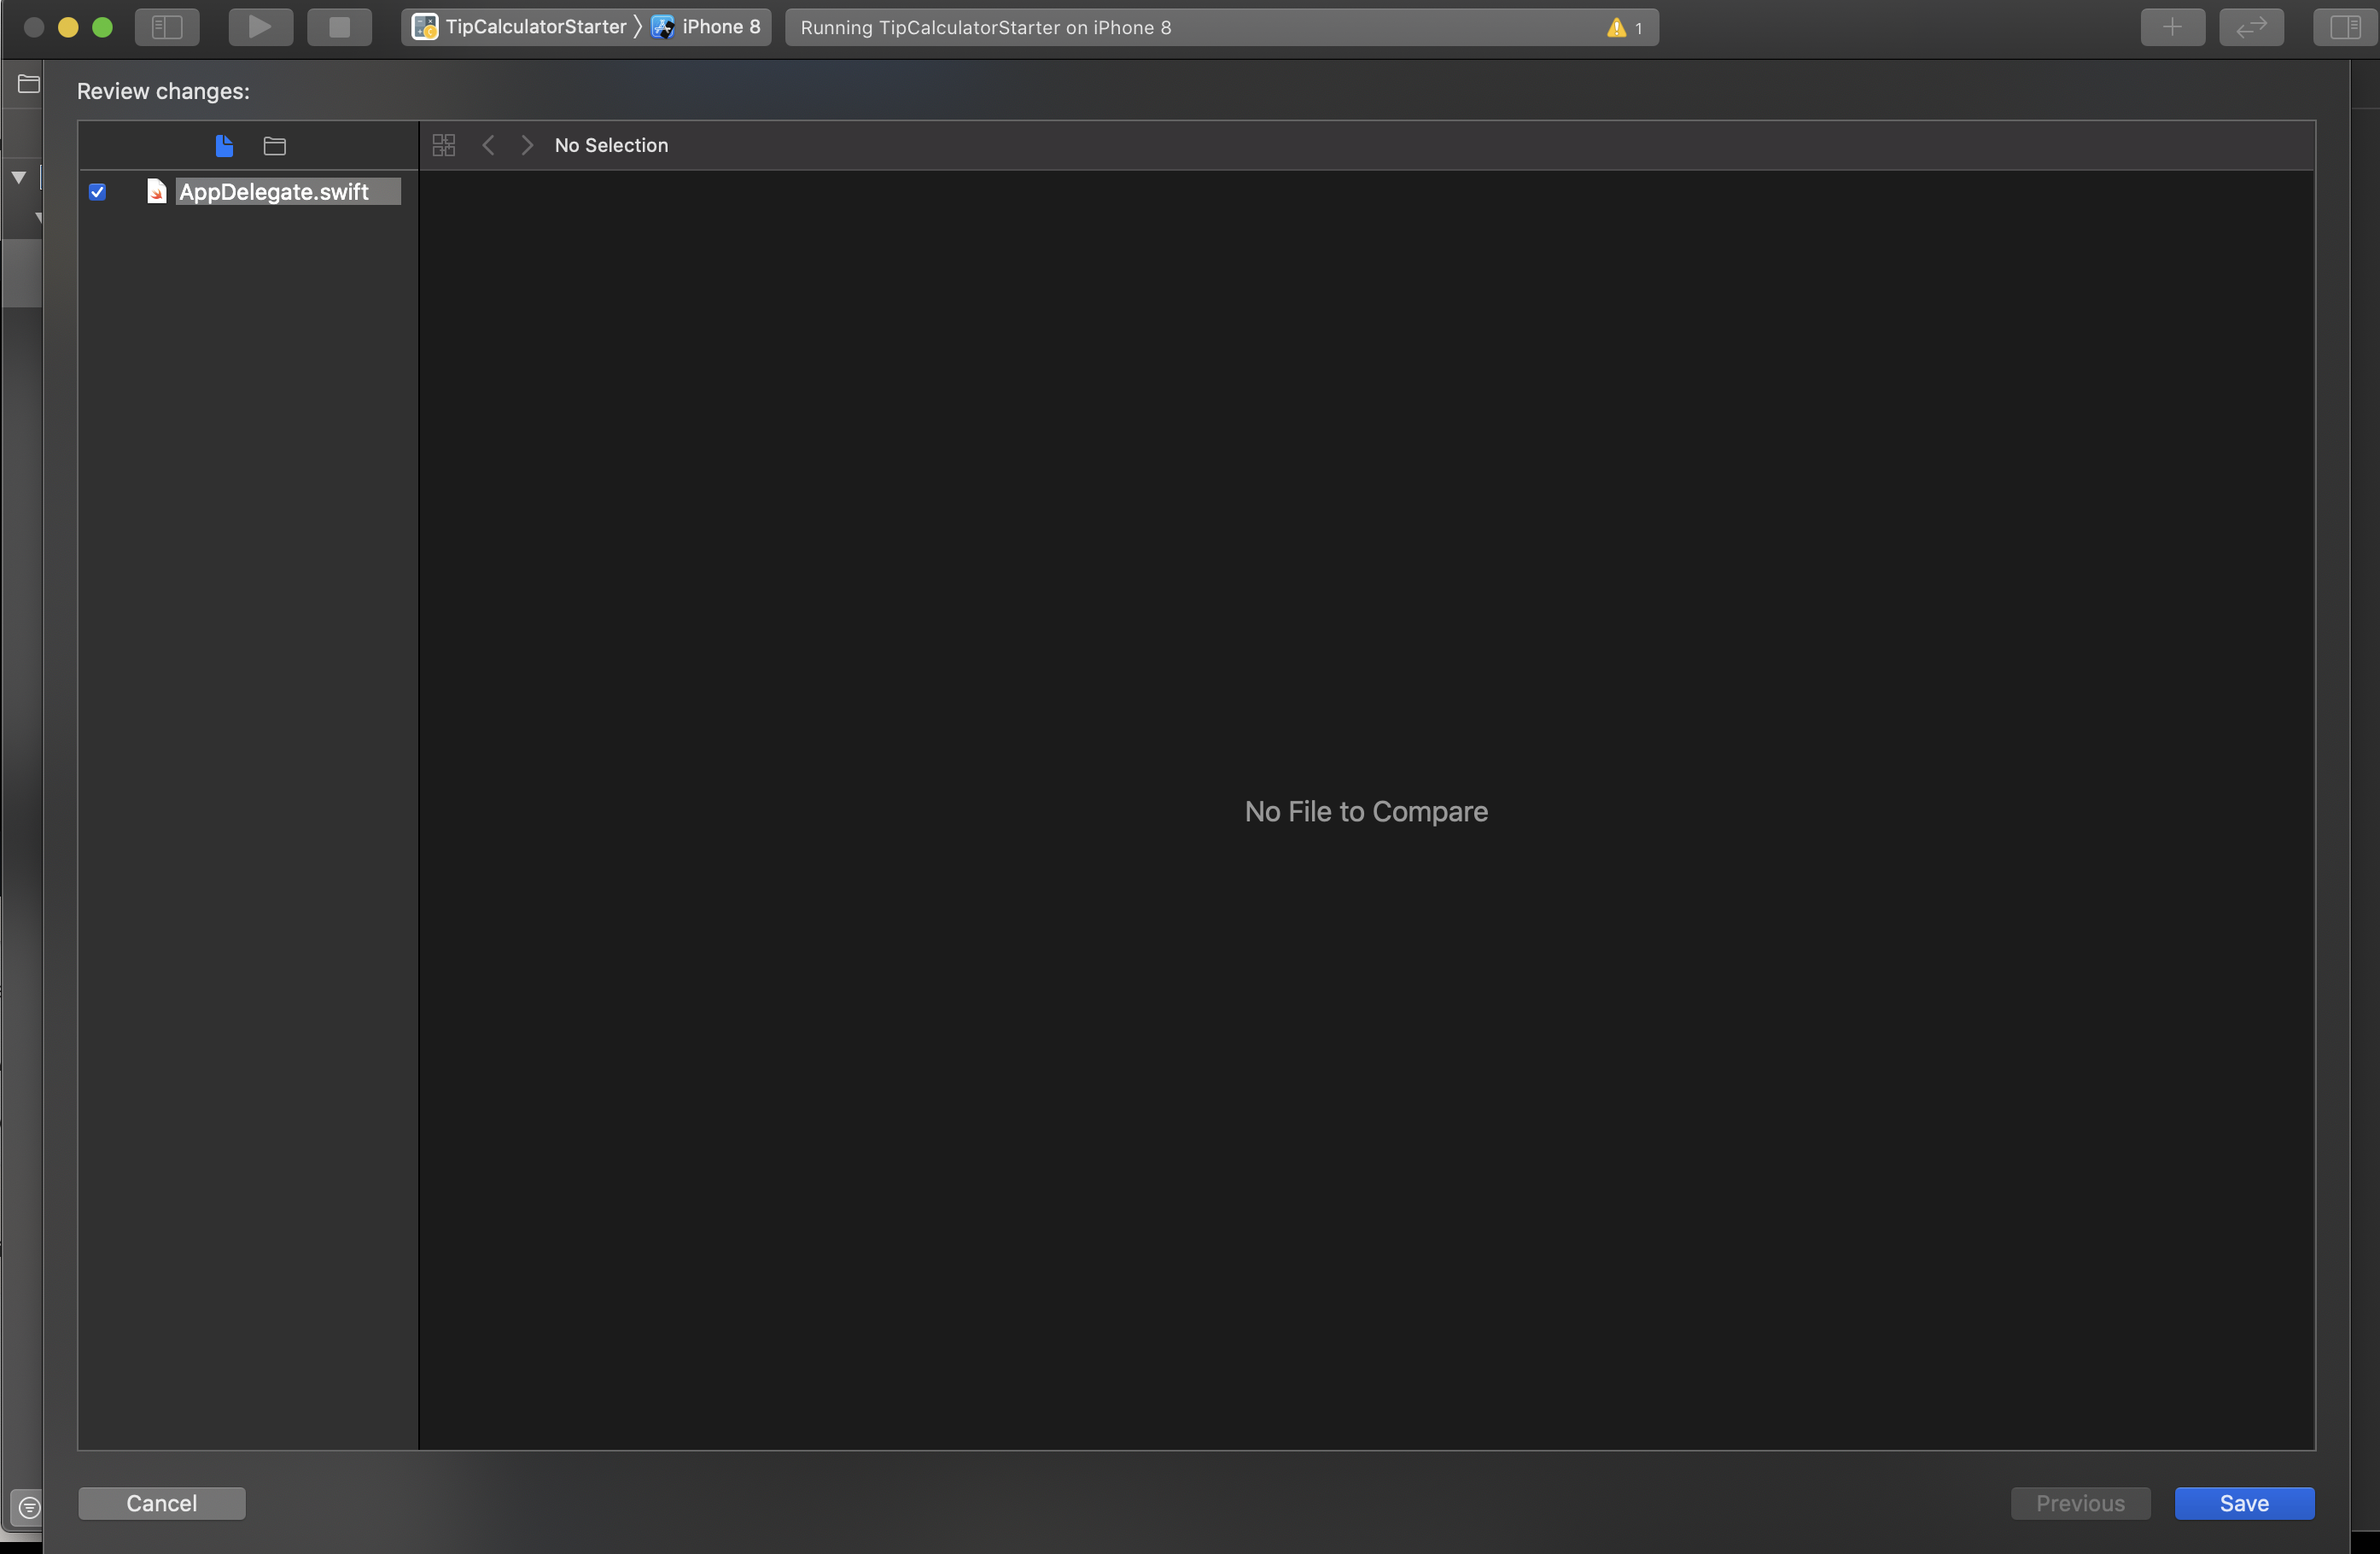 TipCalculatorStarter 〉 iPhone 8
Running TipCalculatorStarter on iPhone 8
1
Review changes:
No Selection
AppDelegate.swift
No File to Compare
Cancel
Previous
Save